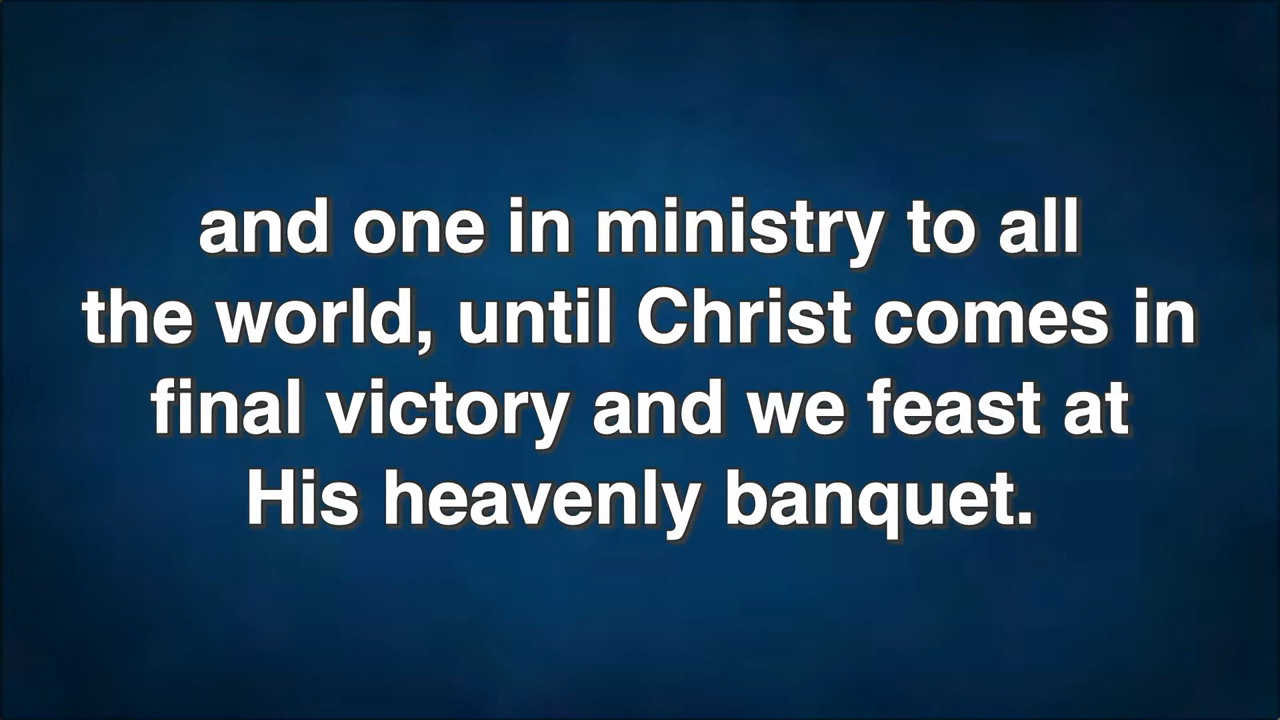 and one in ministry to all
the world, until Christ comes in
final victory and we feast at
His heavenly banquet.